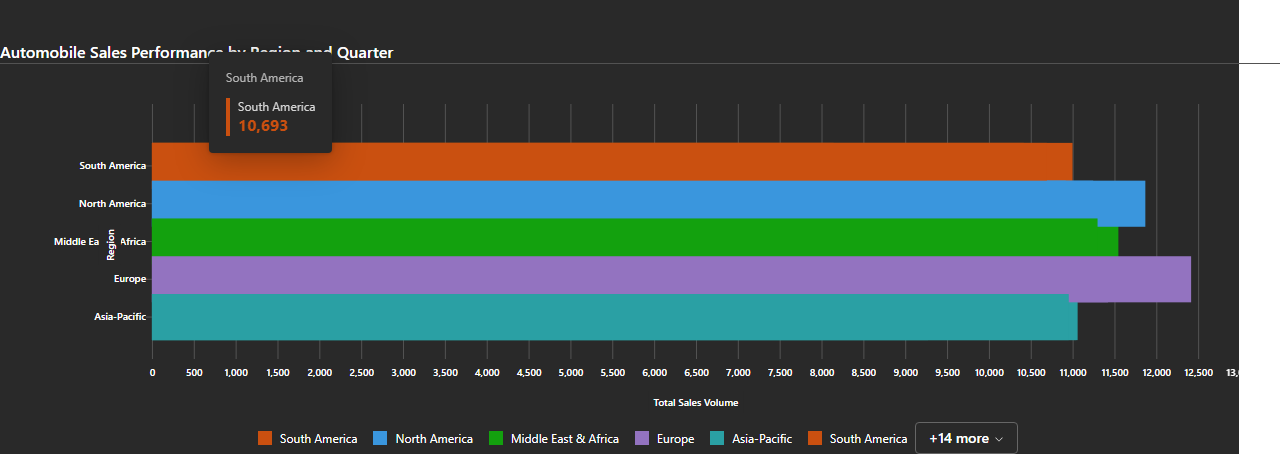 Automobile Sales Performance by Region and Quarter
South America
South America
10,693
South America
North America
Middle Ea
Africa
Region
Europe
Asia-Pacific
0 500 1,000 1,500 2,000 2,500 3,000 3,500 4,000 4,500 5,000 5,500 6,000 6,500 7,000 7,500 8,000 8,500 9,000 9,500 10,000 10,500 11,000 11,500 12,000 12,500 13,0
Total Sales Volume
South America North America Middle East & Africa Europe Asia-Pacific South America +14 more